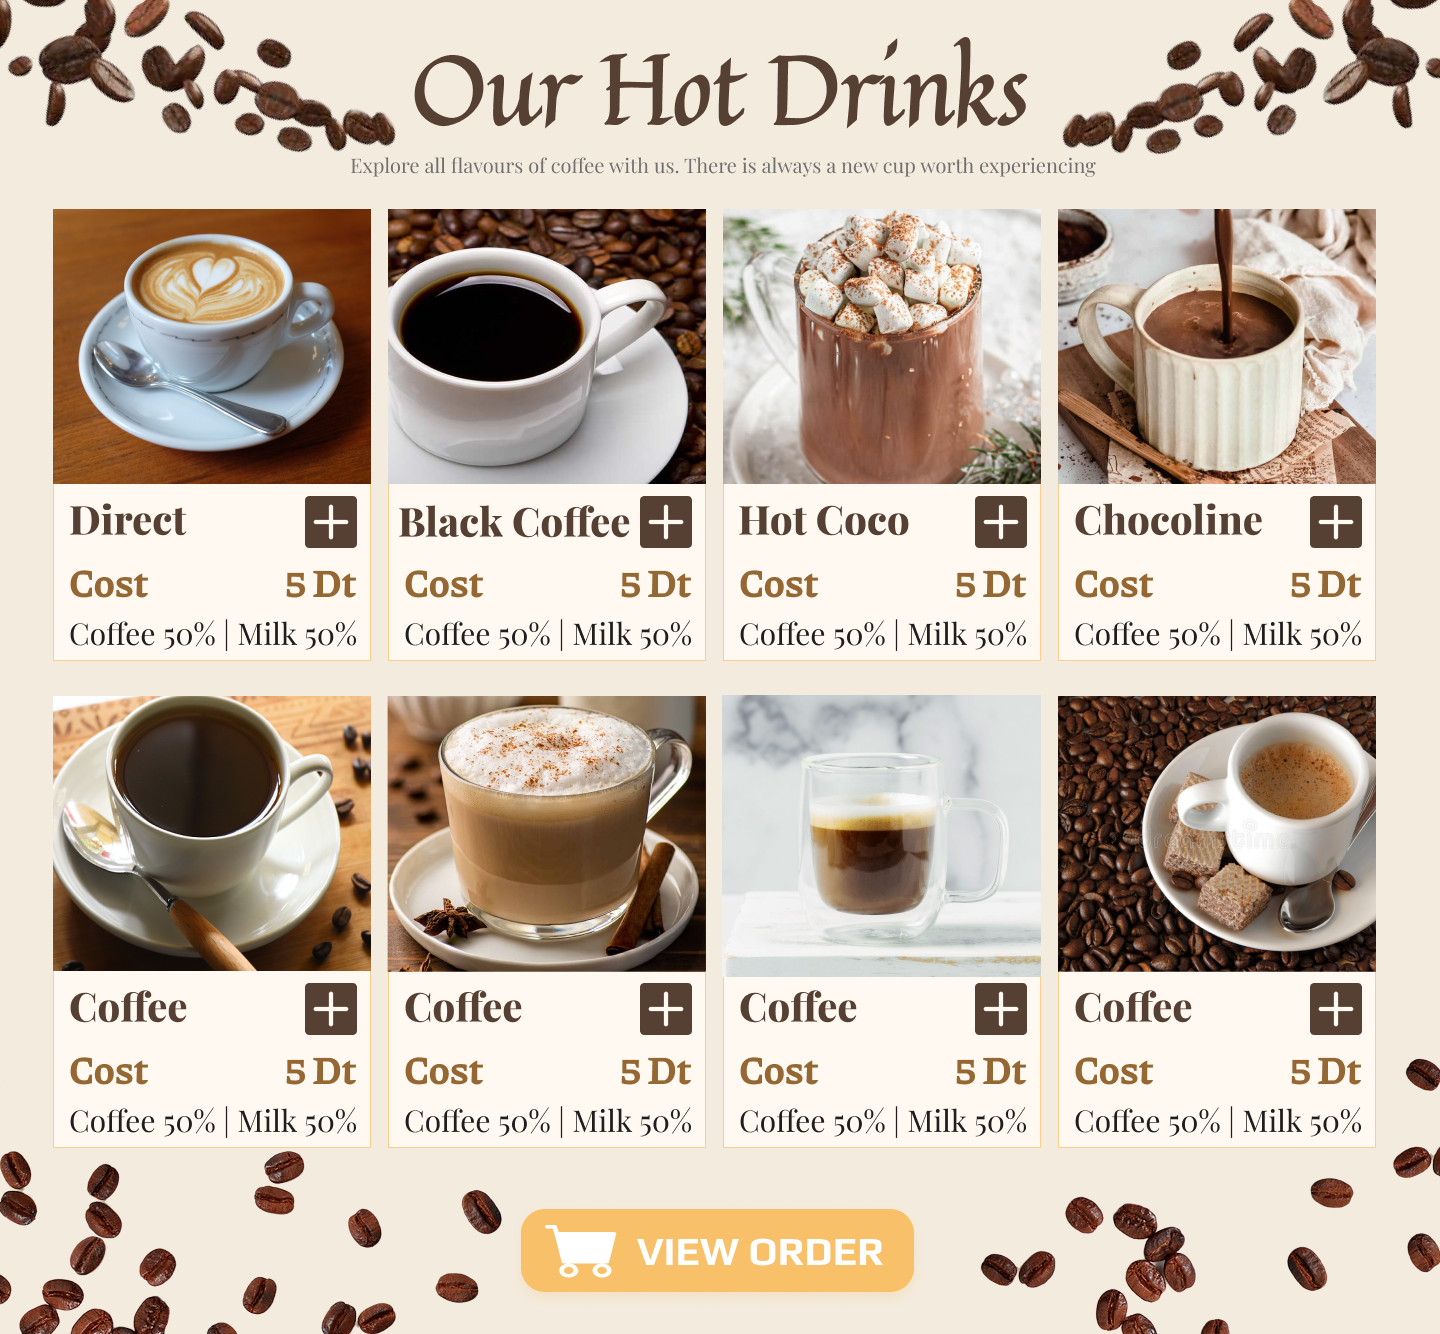 Our Hot Drinks
Explore all flavours of coffee with us. There is always a new cup worth experiencing
Direct
Black Coffee
Hot Coco
Chocoline
Cost 5 Dt
Cost 5 Dt
Cost 5 Dt
Cost 5 Dt
Coffee 50% | Milk 50%
Coffee 50% | Milk 50%
Coffee 50% | Milk 50%
Coffee 50% | Milk 50%
Coffee
Coffee
Coffee
Coffee
Cost 5 Dt
Cost 5 Dt
Cost 5 Dt
Cost 5 Dt
Coffee 50% | Milk 50%
Coffee 50% | Milk 50%
Coffee 50% | Milk 50%
Coffee 50% | Milk 50%
VIEW ORDER